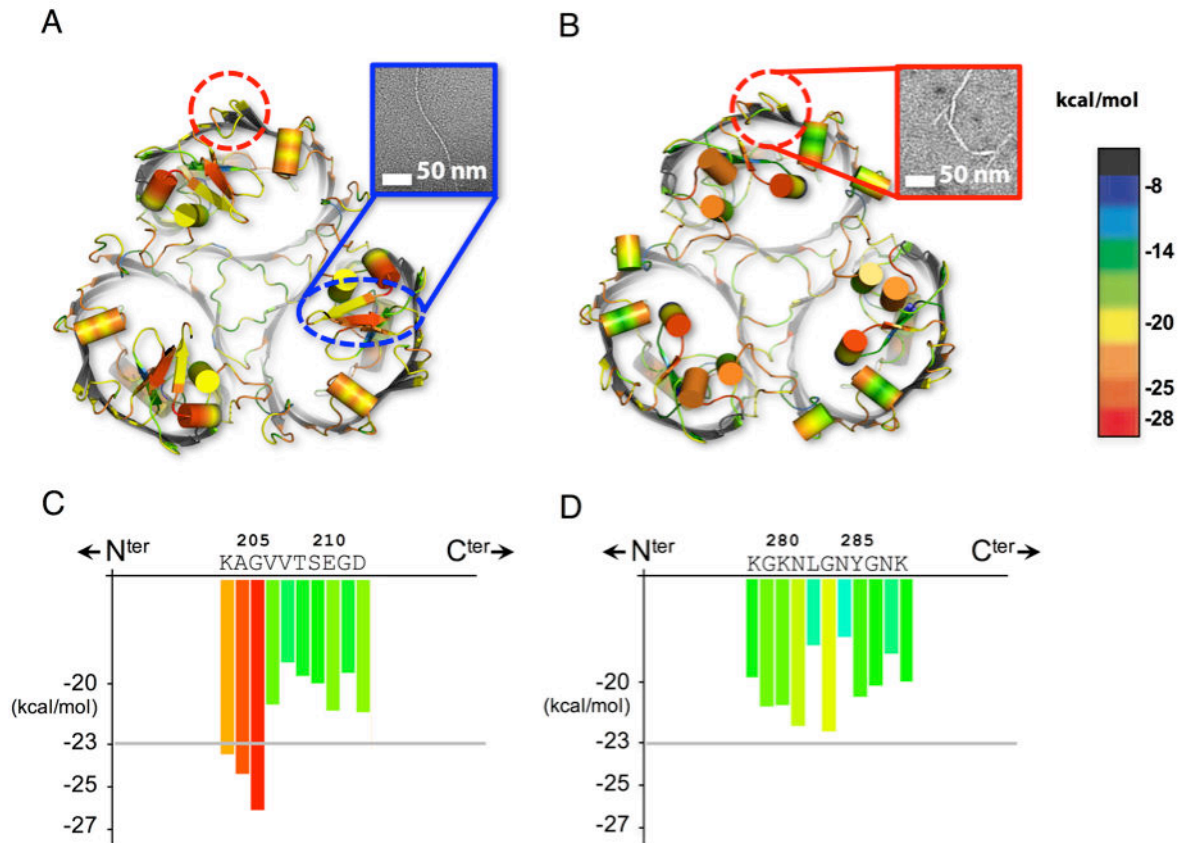 A
B
50 nm
50 nm
kcal/mol
-8
-14
-20
-25
-28
C
205 210
Nter Cter
KAGVVTSEGD
-20
(kcal/mol)
-23
-25
-27
D
280 285
Nter Cter
KGKNLGNYGNK
-20
(kcal/mol)
-23
-25
-27